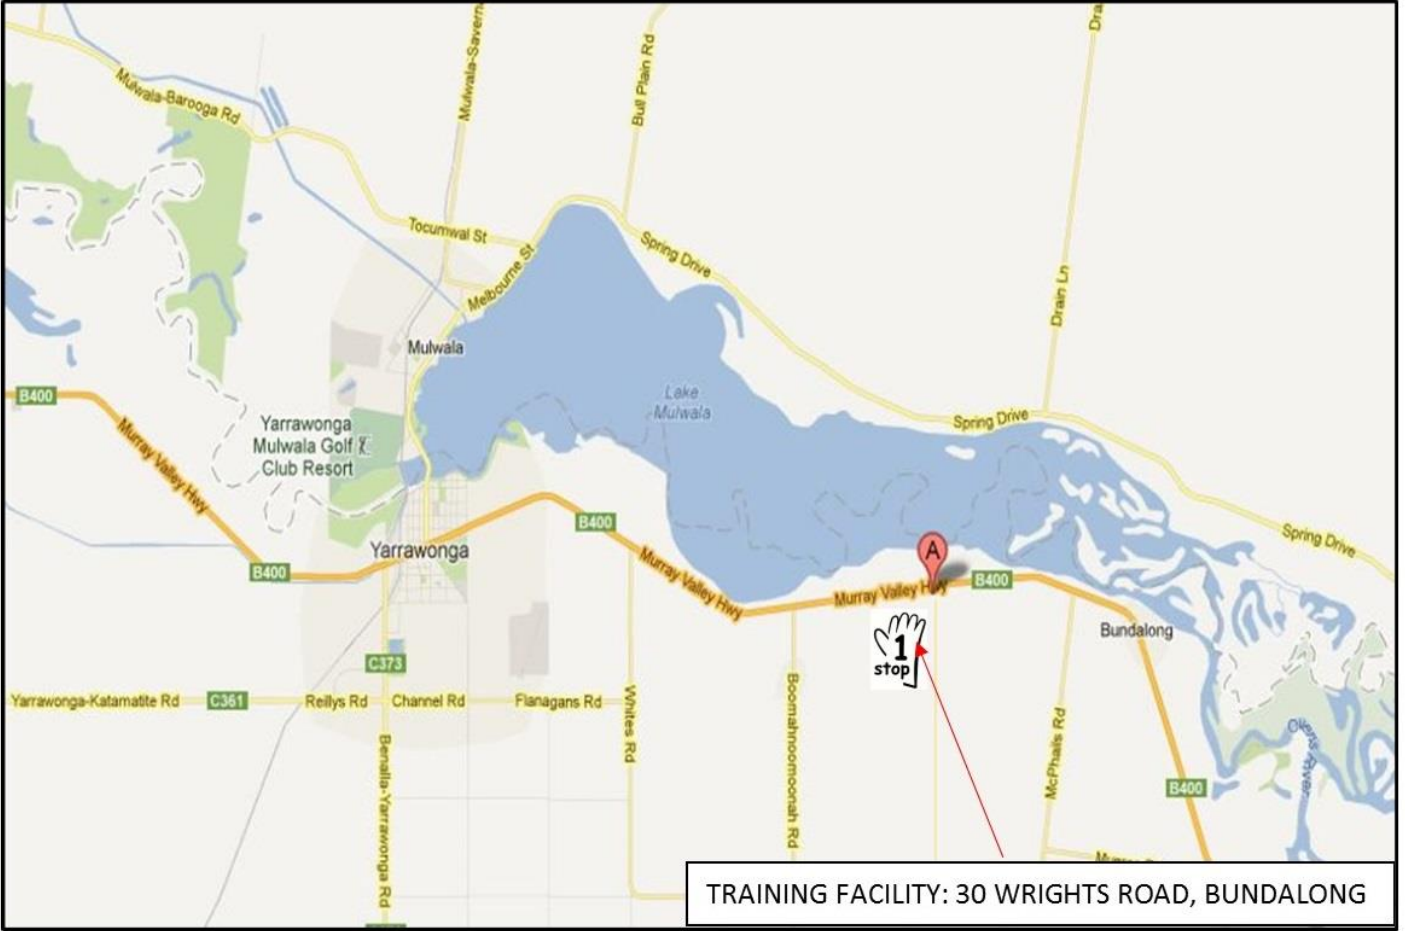 Mulwala-Barooga Rd
Mulwala-Savern
Bull Plain Rd
Dra
Tocumwal St
Melbourne St
Spring Drive
Drain Ln
Mulwala
Lake
Mulwala
B400
Murray Valley Hwy
Yarrawonga
Mulwala Golf
Club Resort
Spring Drive
Spring Drive
B400
Yarrawonga
B400
Murray Valley Hwy
A
B400
Murray Valley Hwy
1
stop
Bundalong
C373
Yarrawonga-Katamatite Rd
C361
Reillys Rd
Channel Rd
Flanagans Rd
Whites Rd
Boomahnoomoonah Rd
McPhails Rd
Ovens River
B400
Benalla-Yarrawonga Rd
TRAINING FACILITY: 30 WRIGHTS ROAD, BUNDALONG